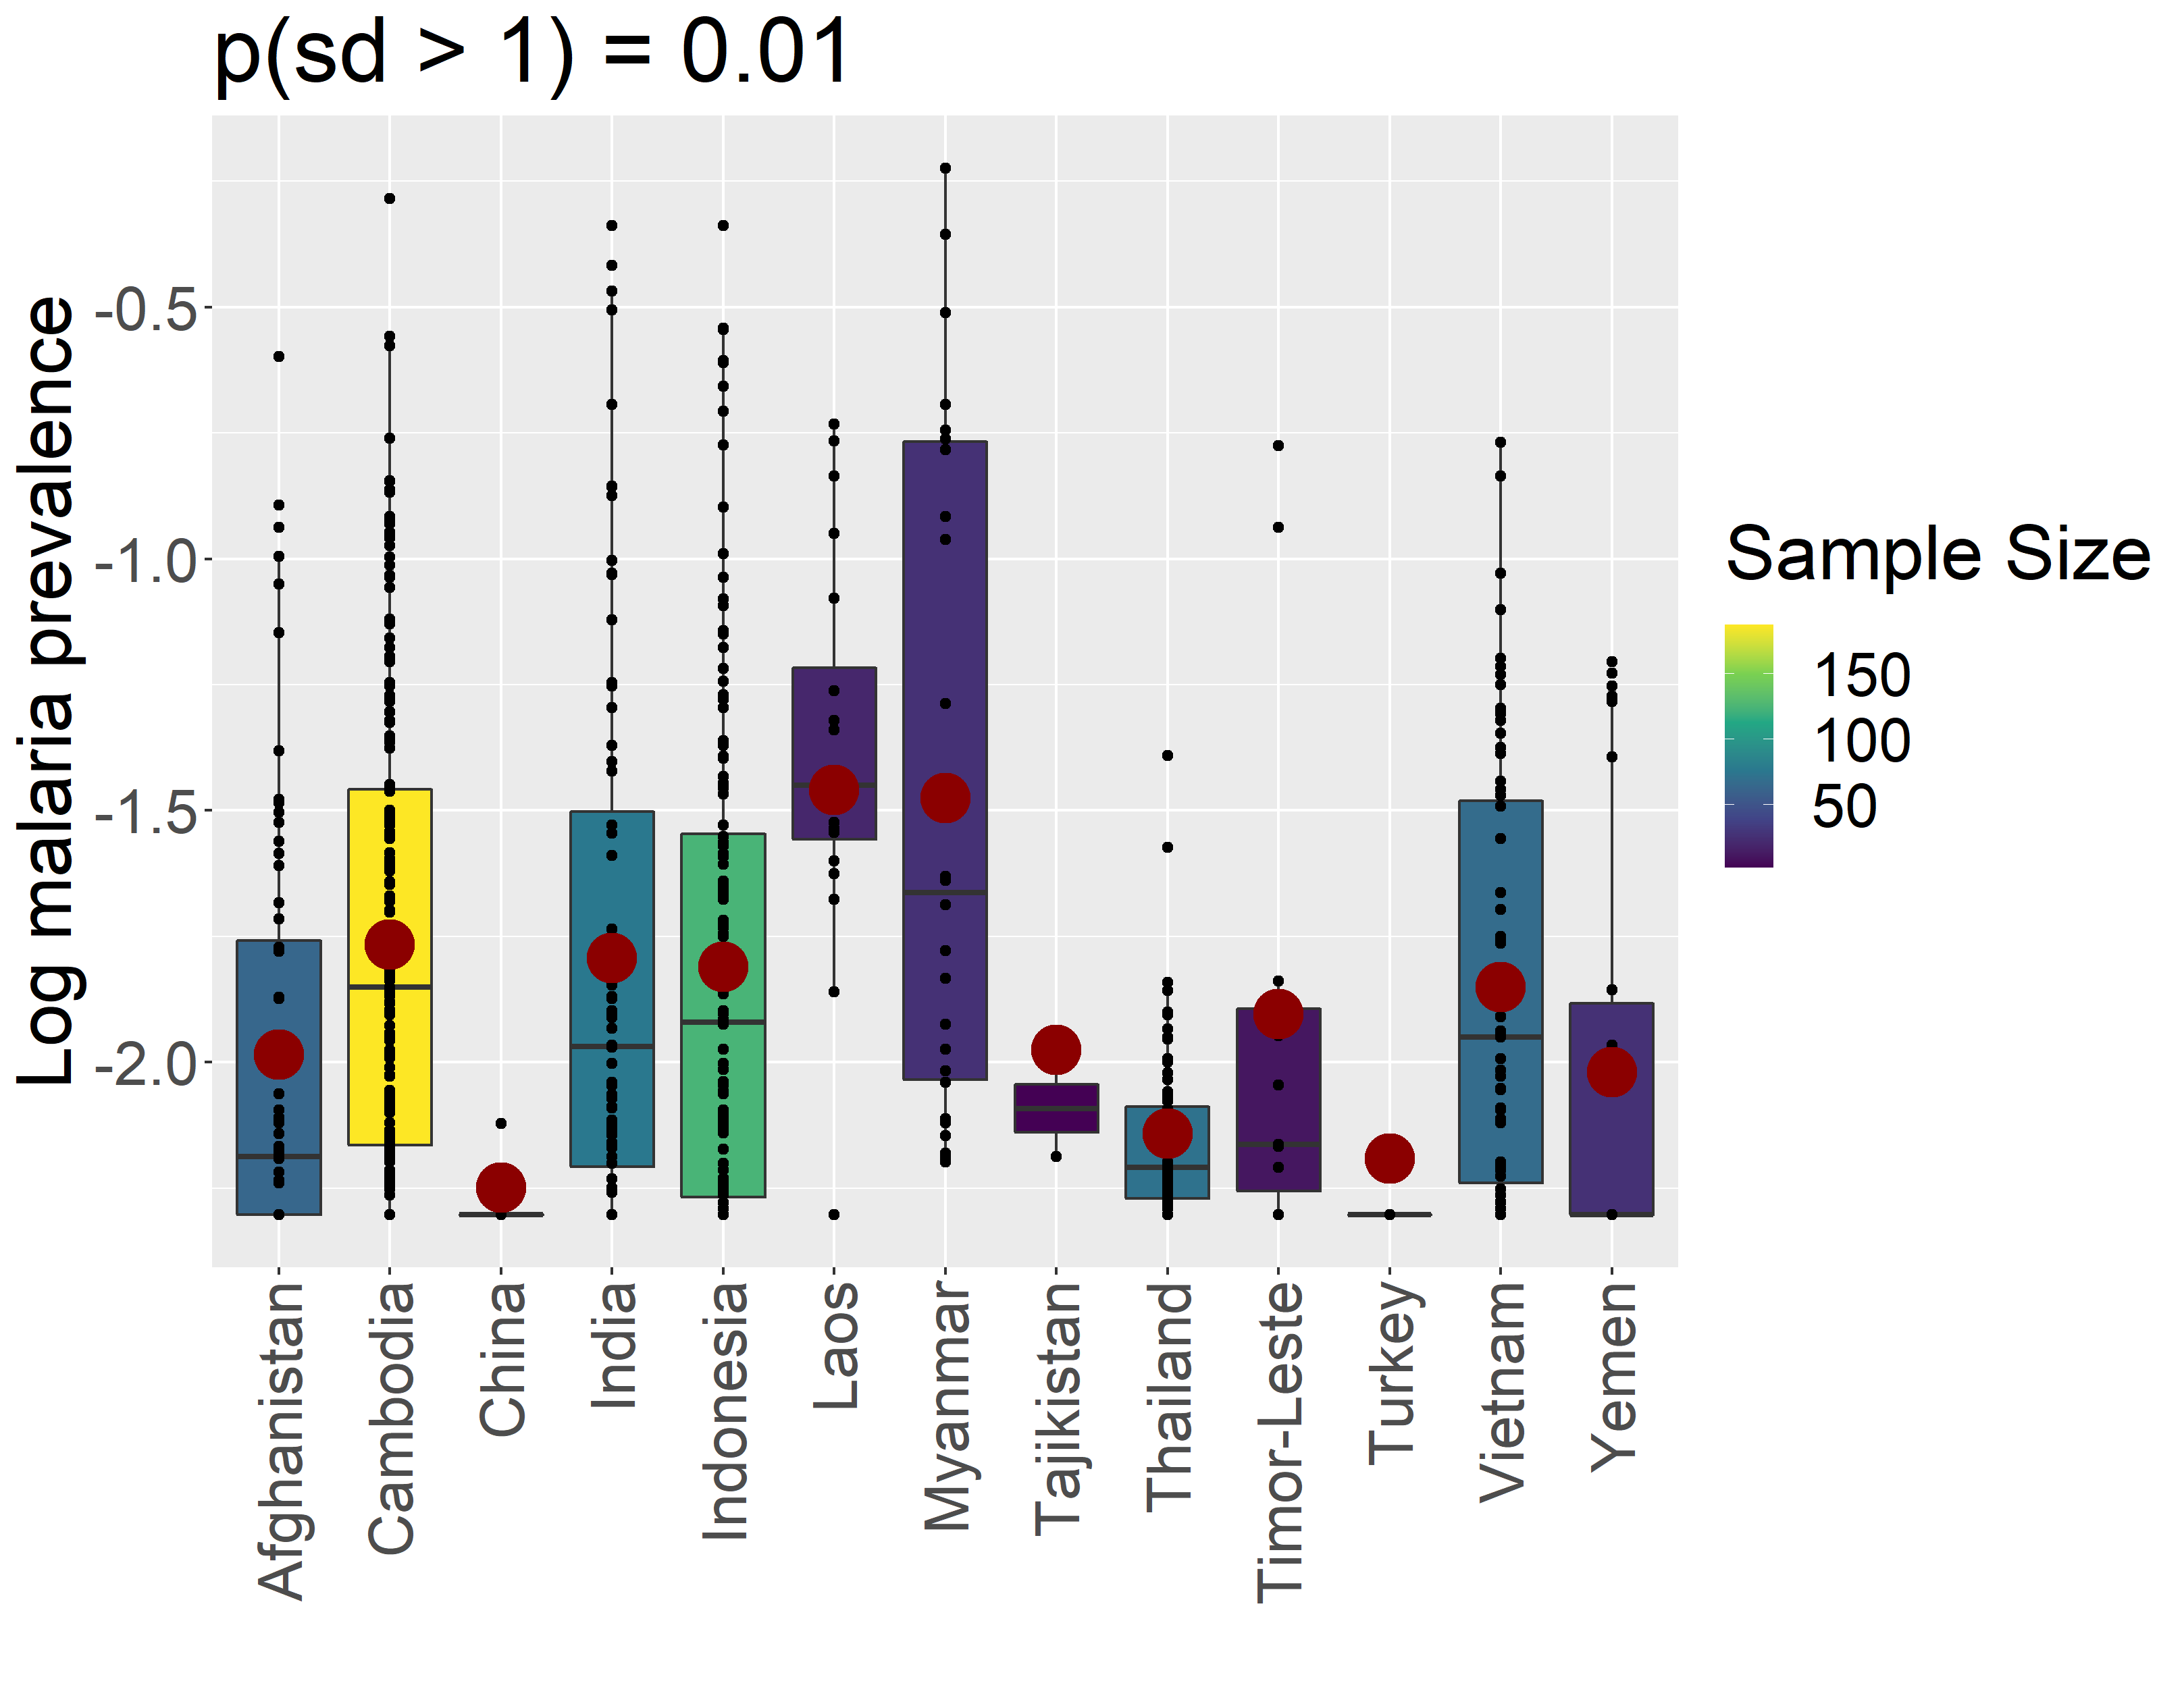 p(sd > 1) = 0.01
Log malaria prevalence
-0.5
-1.0
-1.5
-2.0
Afghanistan
Cambodia
China
India
Indonesia
Laos
Myanmar
Tajikistan
Thailand
Timor-Leste
Turkey
Vietnam
Yemen
Sample Size
150
100
50